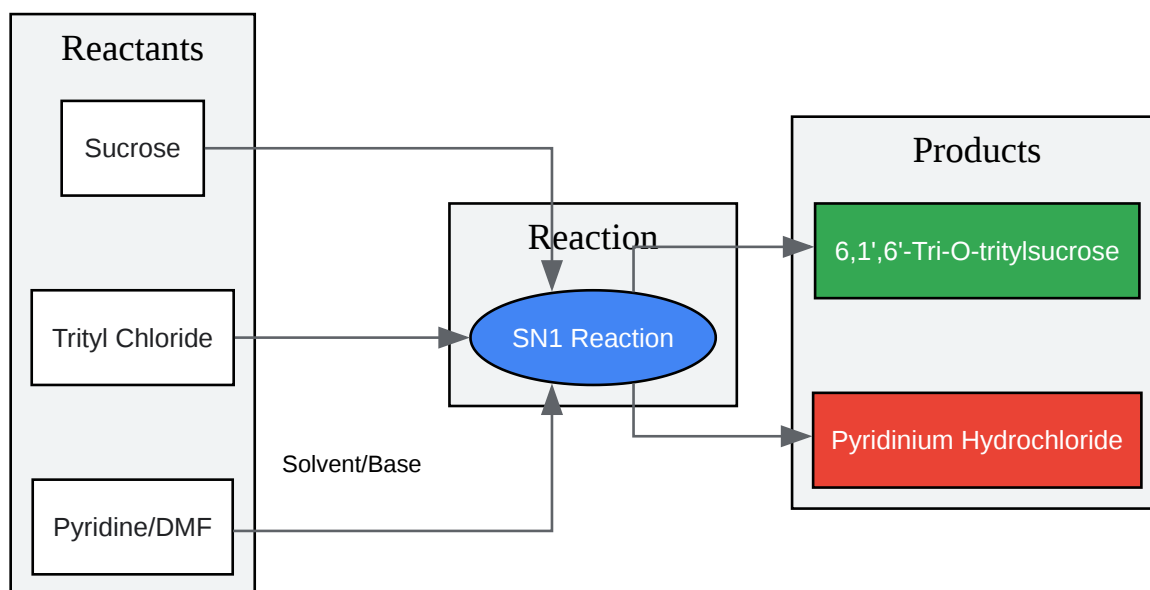 Reactants
Sucrose
Trityl Chloride
Solvent/Base
Pyridine/DMF
Reaction
SN1 Reaction
Products
6,1',6'-Tri-O-tritylsucrose
Pyridinium Hydrochloride